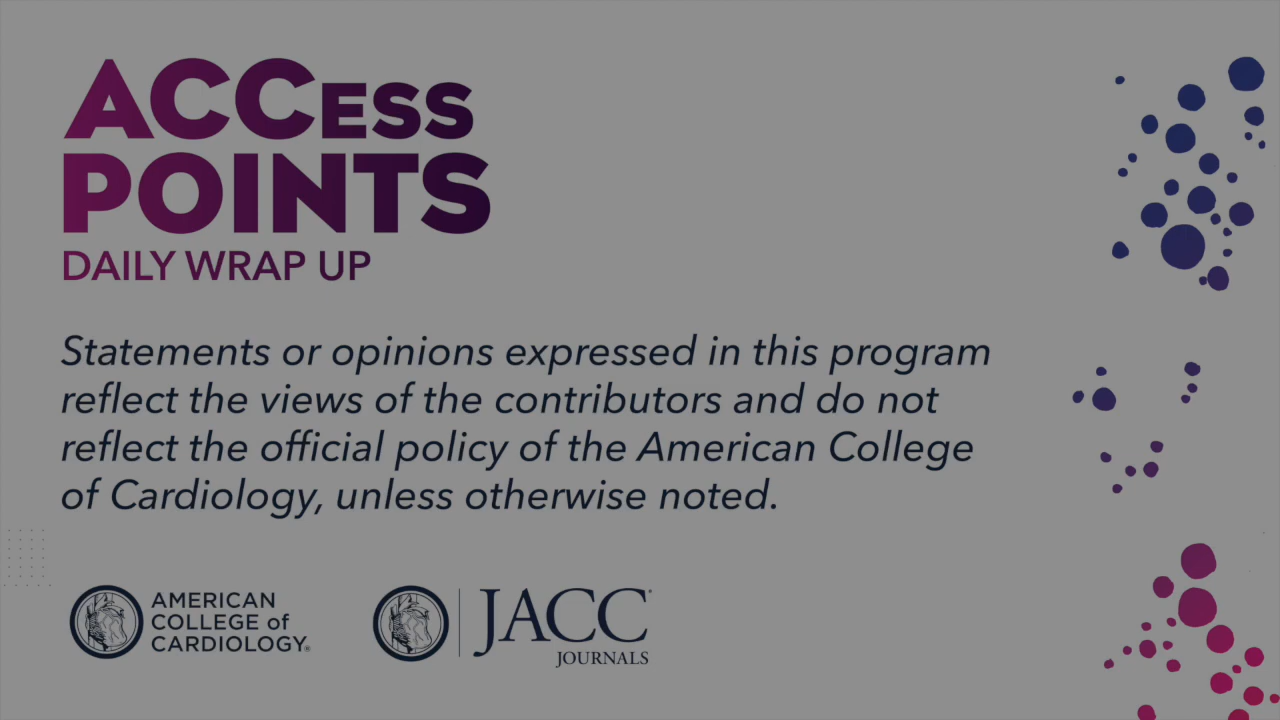 ACCESS
POINTS
DAILY WRAP UP
Statements or opinions expressed in this program
reflect the views of the contributors and do not
reflect the official policy of the American College
of Cardiology, unless otherwise noted.
AMERICAN
COLLEGE of
CARDIOLOGY®
JACC®
JOURNALS